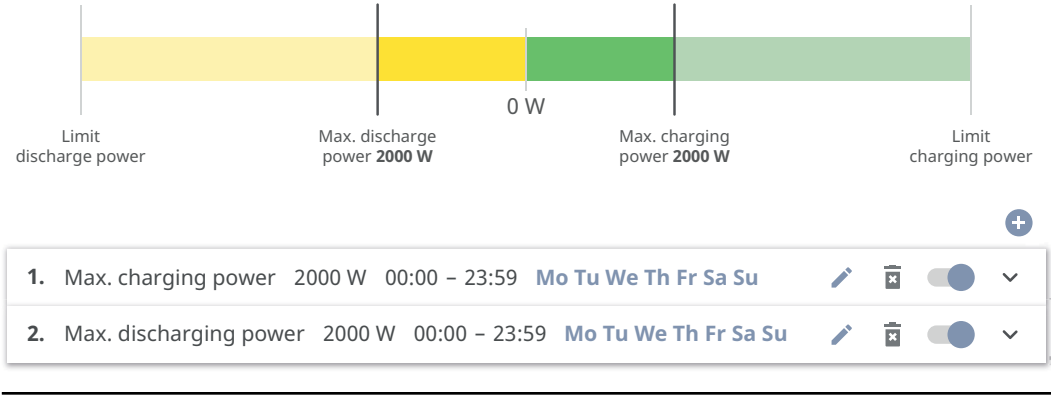 0 W
Limit
discharge power
Max. discharge
power 2000 W
Max. charging
power 2000 W
Limit
charging power
1. Max. charging power 2000 W 00:00 – 23:59 Mo Tu We Th Fr Sa Su
2. Max. discharging power 2000 W 00:00 – 23:59 Mo Tu We Th Fr Sa Su